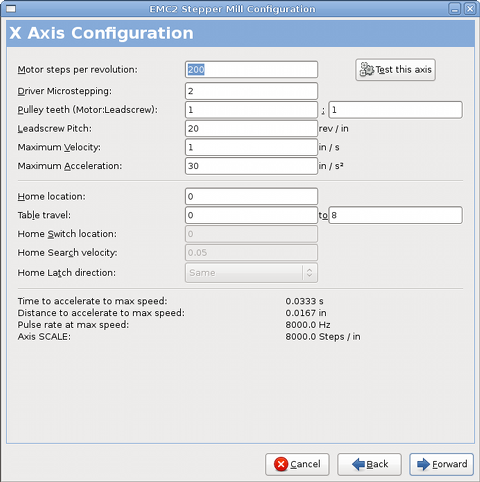 EMC2 Stepper Mill Configuration
X Axis Configuration
Motor steps per revolution: 200 Test this axis
Driver Microstepping: 2
Pulley teeth (Motor:Leadscrew): 1 : 1
Leadscrew Pitch: 20 rev / in
Maximum Velocity: 1 in / s
Maximum Acceleration: 30 in / s²
Home location: 0
Table travel: 0 to 8
Home Switch location: 0
Home Search velocity: 0.05
Home Latch direction: Same
Time to accelerate to max speed: 0.0333 s
Distance to accelerate to max speed: 0.0167 in
Pulse rate at max speed: 8000.0 Hz
Axis SCALE: 8000.0 Steps / in
Cancel Back Forward